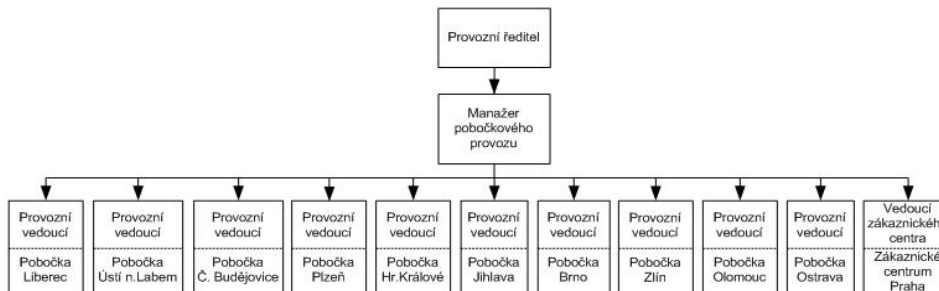 Provozní ředitel
Manažer
pobočkového
provozu
Provozní
vedoucí
Pobočka
Liberec
Provozní
vedoucí
Pobočka
Ústí n.Labem
Provozní
vedoucí
Pobočka
Č. Budějovice
Provozní
vedoucí
Pobočka
Plzeň
Provozní
vedoucí
Pobočka
Hr.Králové
Provozní
vedoucí
Pobočka
Jihlava
Provozní
vedoucí
Pobočka
Brno
Provozní
vedoucí
Pobočka
Zlín
Provozní
vedoucí
Pobočka
Olomouc
Provozní
vedoucí
Pobočka
Ostrava
Vedoucí
zákaznického
centra
Zákaznické
centrum
Praha